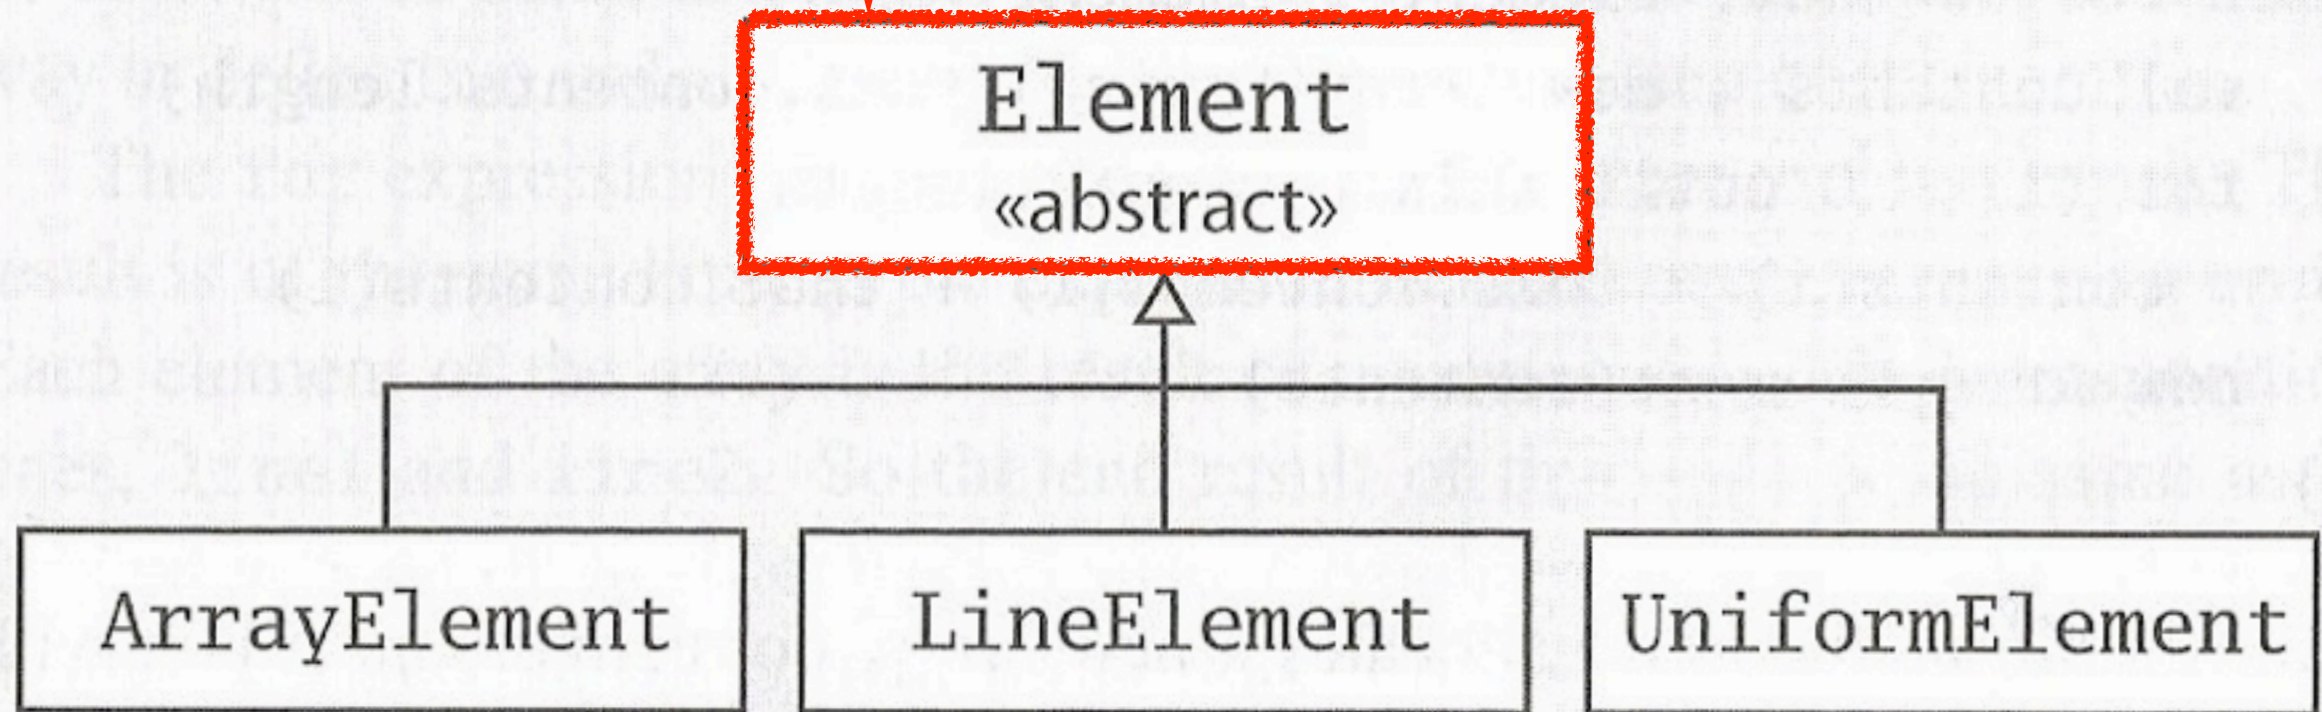 Element
«abstract»
ArrayElement
LineElement
UniformElement